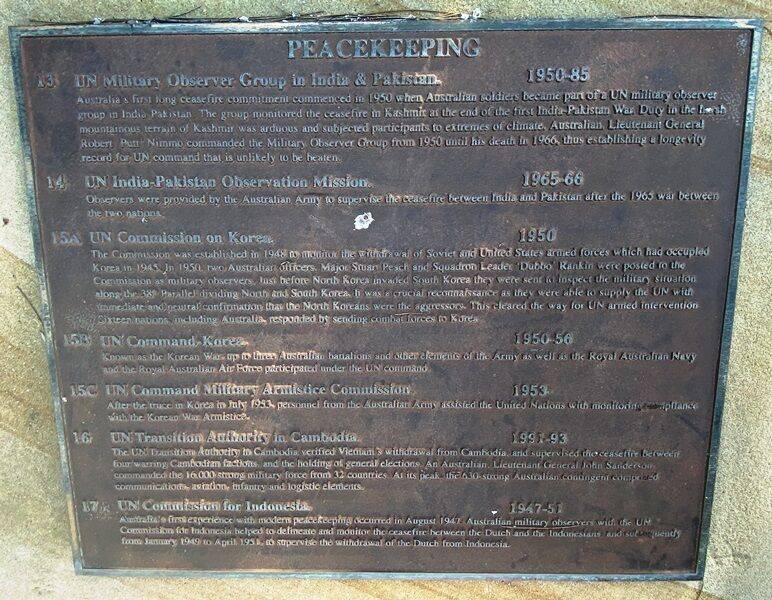 PEACEKEEPING
13 UN Military Observer Group in India & Pakistan. 1950-85
Australia's first long ceasefire commitment commenced in 1950 when Australian soldiers became part of a UN military observer
group in India Pakistan. The group monitored the ceasefire in Kashmir at the end of the first India-Pakistan War. Duty in the harsh
mountainous terrain of Kashmir was arduous and subjected participants to extremes of climate. Australian, Lieutenant General
Robert 'Putt' Nimmo commanded the Military Observer Group from 1950 until his death in 1966, thus establishing a longevity
record for UN command that is unlikely to be beaten.
14 UN India-Pakistan Observation Mission. 1965-66
Observers were provided by the Australian Army to supervise the ceasefire between India and Pakistan after the 1965 war between
the two nations.
15A UN Commission on Korea. 1950
The Commission was established in 1948 to monitor the withdrawal of Soviet and United States armed forces which had occupied
Korea in 1945. In 1950, two Australian officers, Major Stuart Peach and Squadron Leader 'Dubbo' Rankin were posted to the
Commission as military observers. Just before North Korea invaded South Korea they were sent to inspect the military situation
along the 38º Parallel dividing North and South Korea. It was a crucial reconnaissance as they were able to supply the UN with
immediate and neutral confirmation that the North Koreans were the aggressors. This cleared the way for UN armed intervention.
Sixteen nations, including Australia, responded by sending combat forces to Korea.
15B UN Command-Korea. 1950-56
Known as the Korean War, up to three Australian battalions and other elements of the Army as well as the Royal Australian Navy
and the Royal Australian Air Force participated under the UN command.
15C UN Command Military Armistice Commission. 1953-
After the truce in Korea in July 1953, personnel from the Australian Army assisted the United Nations with monitoring compliance
with the Korean War Armistice.
16 UN Transition Authority in Cambodia. 1991-93
The UN Transition Authority in Cambodia verified Vietnam's withdrawal from Cambodia, and supervised the ceasefire between
four warring Cambodian factions, and the holding of general elections. An Australian, Lieutenant General John Sanderson
commanded the 16,000 strong military force from 32 countries. At its peak, the 630-strong Australian contingent comprised
communications, aviation, infantry and logistic elements.
17 UN Commission for Indonesia. 1947-51
Australia's first experience with modern peacekeeping occurred in August 1947. Australian military observers with the UN
Commission for Indonesia helped to delineate and monitor the ceasefire between the Dutch and the Indonesians, and subsequently
from January 1949 to April 1951, to supervise the withdrawal of the Dutch from Indonesia.